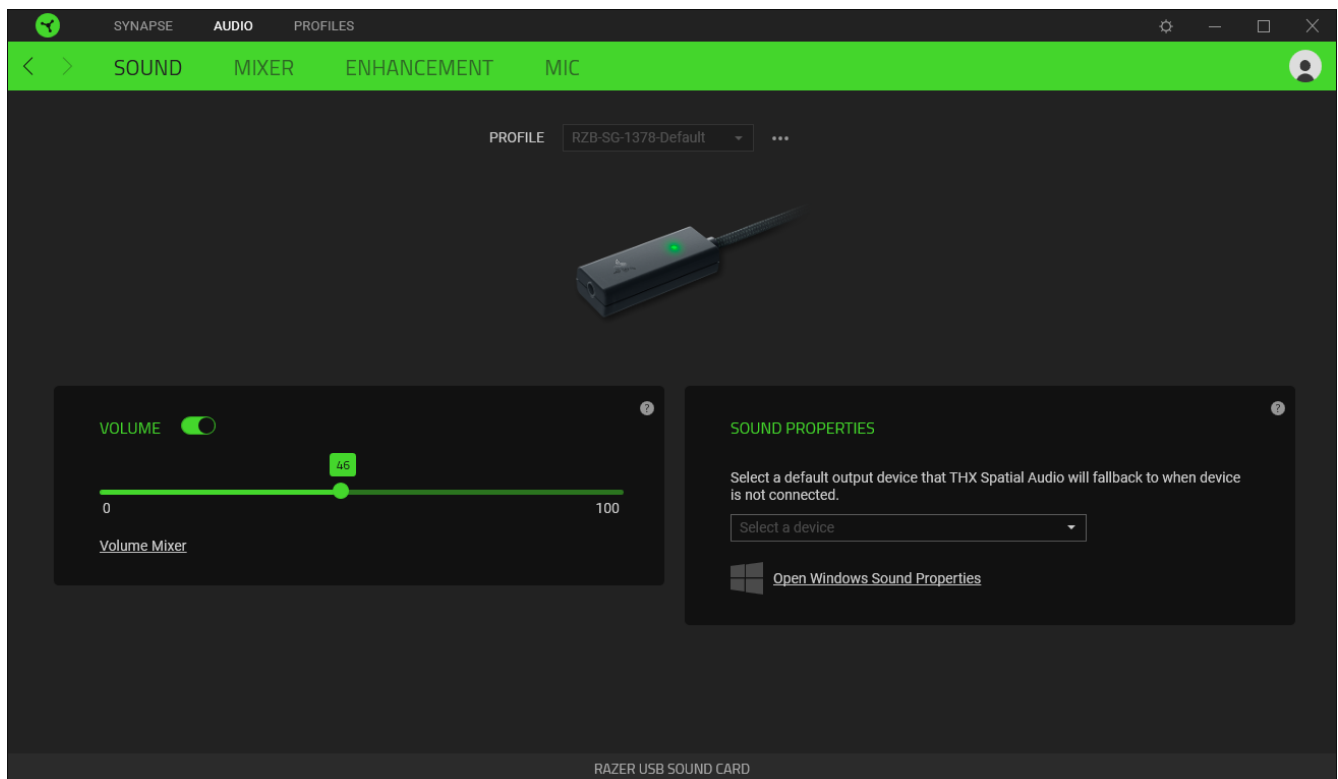 SYNAPSE AUDIO PROFILES
SOUND MIXER ENHANCEMENT MIC
PROFILE RZB-SG-1378-Default
VOLUME
46
0 100
Volume Mixer
SOUND PROPERTIES
Select a default output device that THX Spatial Audio will fallback to when device
is not connected.
Select a device
Open Windows Sound Properties
RAZER USB SOUND CARD